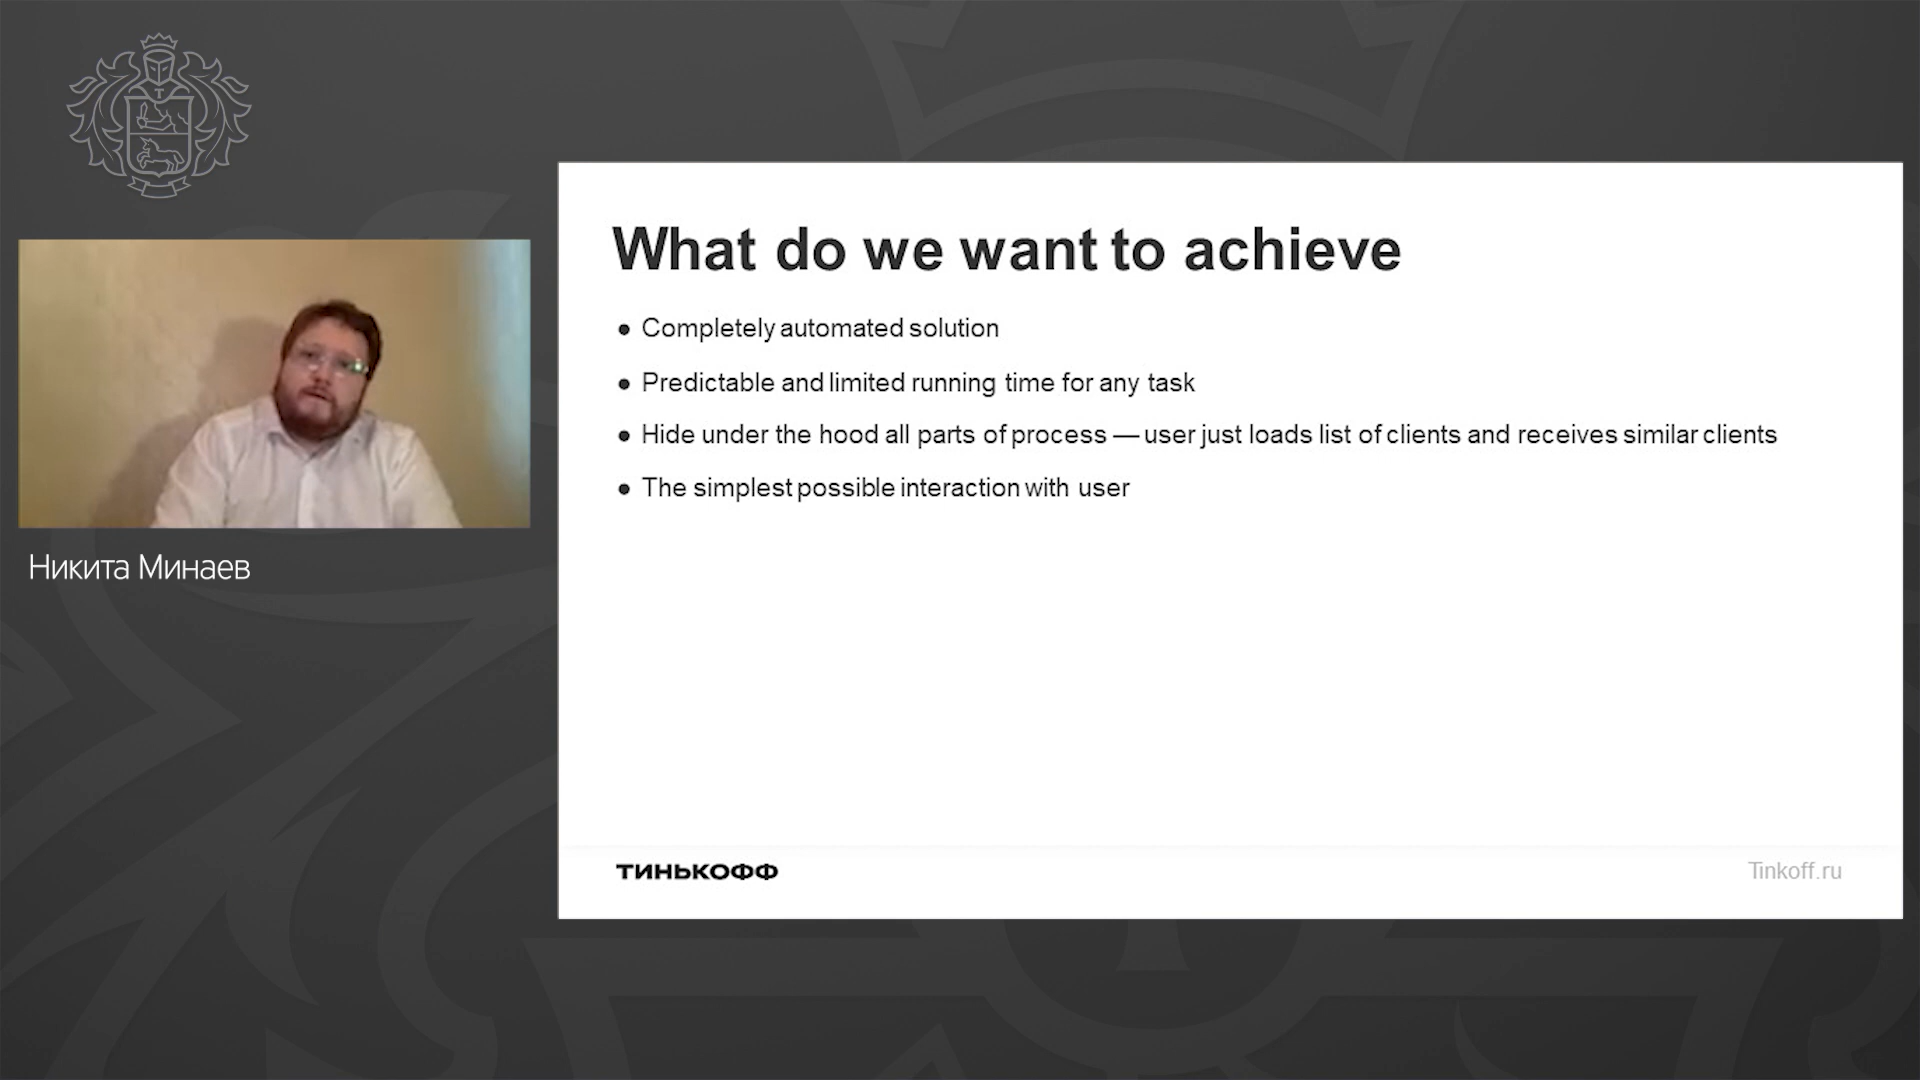 What do we want to achieve
● Completely automated solution
● Predictable and limited running time for any task
● Hide under the hood all parts of process — user just loads list of clients and receives similar clients
● The simplest possible interaction with user
Никита Минаев
ТИНЬКОФФ
Tinkoff.ru